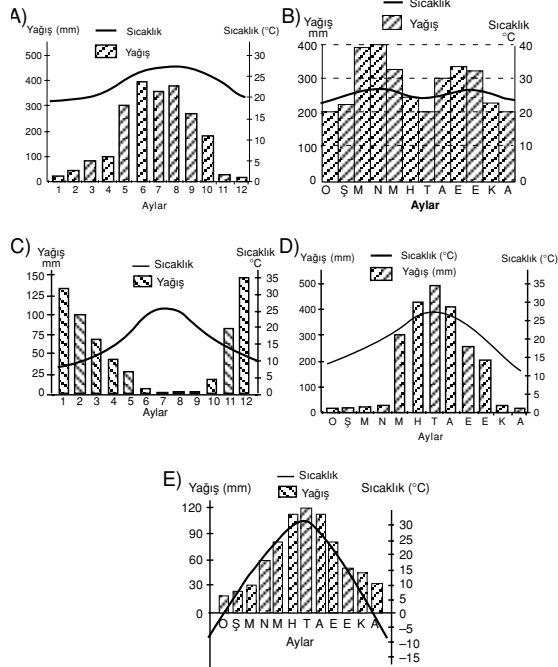 A)
Yağış (mm)
Sıcaklık
Yağış
Sıcaklık (°C)
500
400
300
200
100
0
30
25
20
15
10
5
0
1 2 3 4 5 6 7 8 9 10 11 12
Aylar
B)
Yağış
mm
Sıcaklık
Yağış
Sıcaklık
°C
400
300
200
100
0
40
30
20
10
0
O Ş M N M H T A E E K A
Aylar
C)
Yağış
mm
Sıcaklık
Yağış
Sıcaklık
°C
150
125
100
75
50
25
0
35
30
25
20
15
10
5
0
1 2 3 4 5 6 7 8 9 10 11 12
Aylar
D)
Yağış (mm)
Sıcaklık (°C)
Yağış (mm)
Sıcaklık (°C)
500
400
300
200
100
0
35
30
25
20
15
10
5
0
O Ş M N M H T A E E K A
Aylar
E)
Yağış (mm)
Sıcaklık
Yağış
Sıcaklık (°C)
120
90
60
30
0
30
25
20
15
10
5
0
−5
−10
−15
O Ş M N M H T A E E K A
Aylar